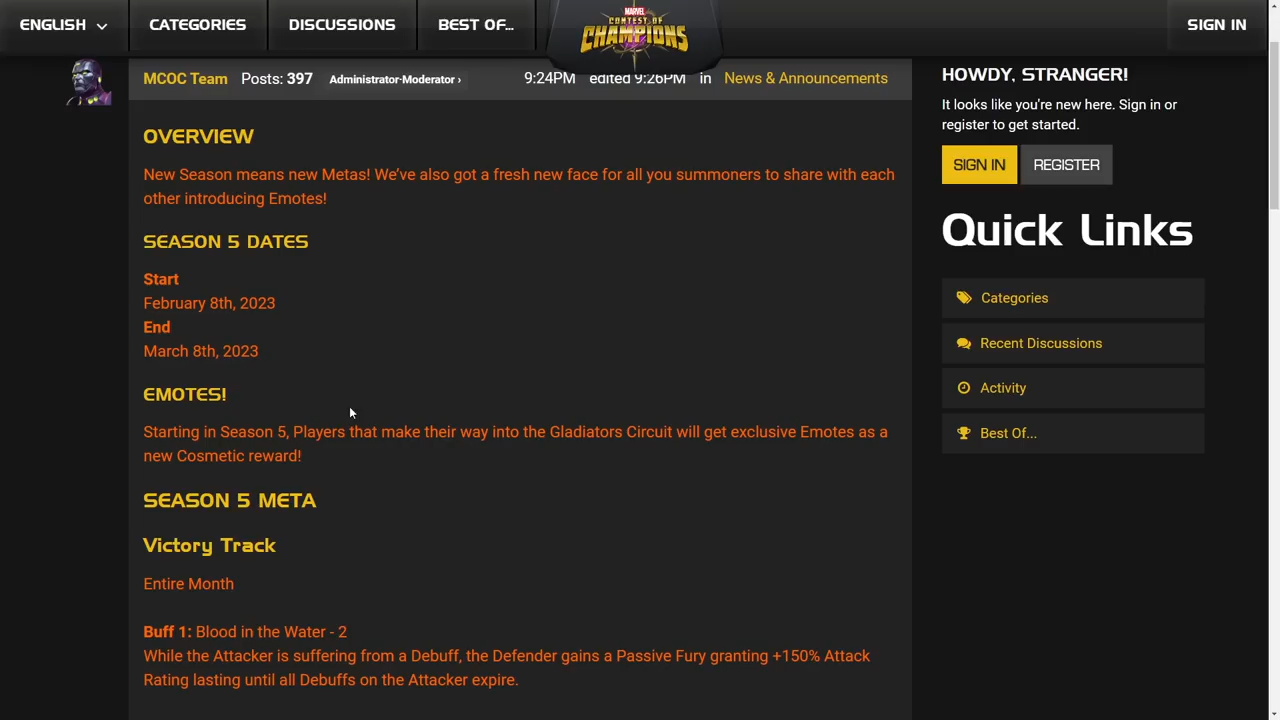 ENGLISH
CATEGORIES
DISCUSSIONS
BEST OF...
MARVEL
CONTEST OF
CHAMPIONS
SIGN IN
MCOC Team Posts: 397 Administrator-Moderator › 9:24PM edited 9:26PM in News & Announcements
OVERVIEW
New Season means new Metas! We’ve also got a fresh new face for all you summoners to share with each
other introducing Emotes!
SEASON 5 DATES
Start
February 8th, 2023
End
March 8th, 2023
EMOTES!
Starting in Season 5, Players that make their way into the Gladiators Circuit will get exclusive Emotes as a
new Cosmetic reward!
SEASON 5 META
Victory Track
Entire Month
Buff 1: Blood in the Water - 2
While the Attacker is suffering from a Debuff, the Defender gains a Passive Fury granting +150% Attack
Rating lasting until all Debuffs on the Attacker expire.
HOWDY, STRANGER!
It looks like you're new here. Sign in or
register to get started.
SIGN IN
REGISTER
Quick Links
Categories
Recent Discussions
Activity
Best Of...